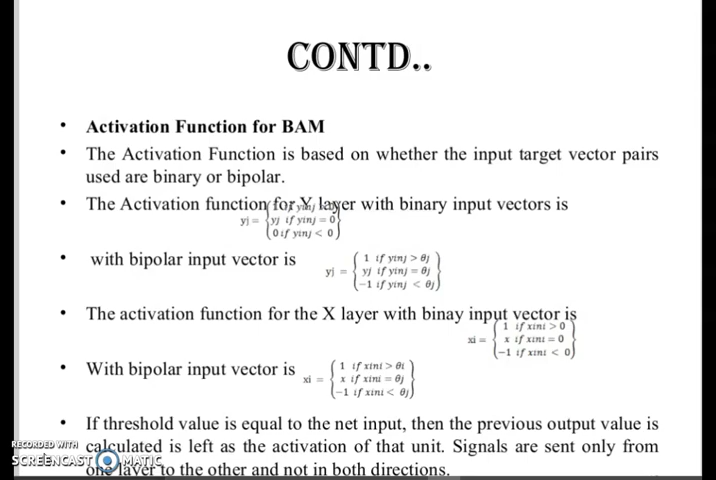 CONTD..
• Activation Function for BAM
• The Activation Function is based on whether the input target vector pairs
used are binary or bipolar.
• The Activation function for Y layer with binary input vectors is
yj = { yj if yinj = 0
0 if yinj < 0 }
• with bipolar input vector is
yj = { 1 if yinj > θj
yj if yinj = θj
−1 if yinj < θj }
• The activation function for the X layer with binay input vector is
xi = { 1 if xini > 0
x if xini = 0
−1 if xini < 0 }
• With bipolar input vector is
xi = { 1 if xini > θi
x if xini = θj
−1 if xini < θj }
• If threshold value is equal to the net input, then the previous output value is
calculated is left as the activation of that unit. Signals are sent only from
one layer to the other and not in both directions.
RECORDED WITH
SCREENCAST MATIC